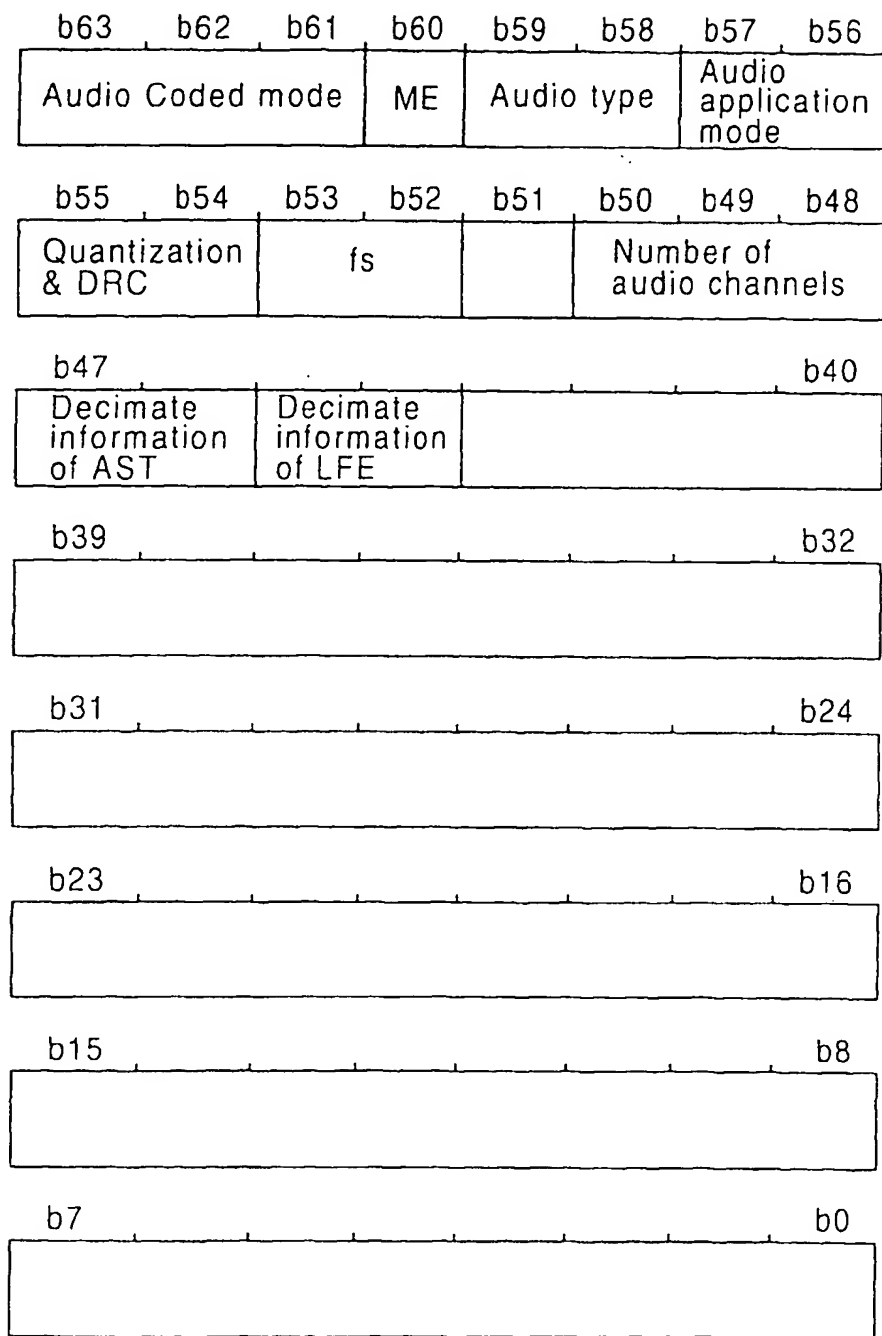 b63 b62 b61 b60 b59 b58 b57 b56
Audio Coded mode ME Audio type Audio application mode
b55 b54 b53 b52 b51 b50 b49 b48
Quantization & DRC fs Number of audio channels
b47 b40
Decimate information of AST Decimate information of LFE
b39 b32
b31 b24
b23 b16
b15 b8
b7 b0